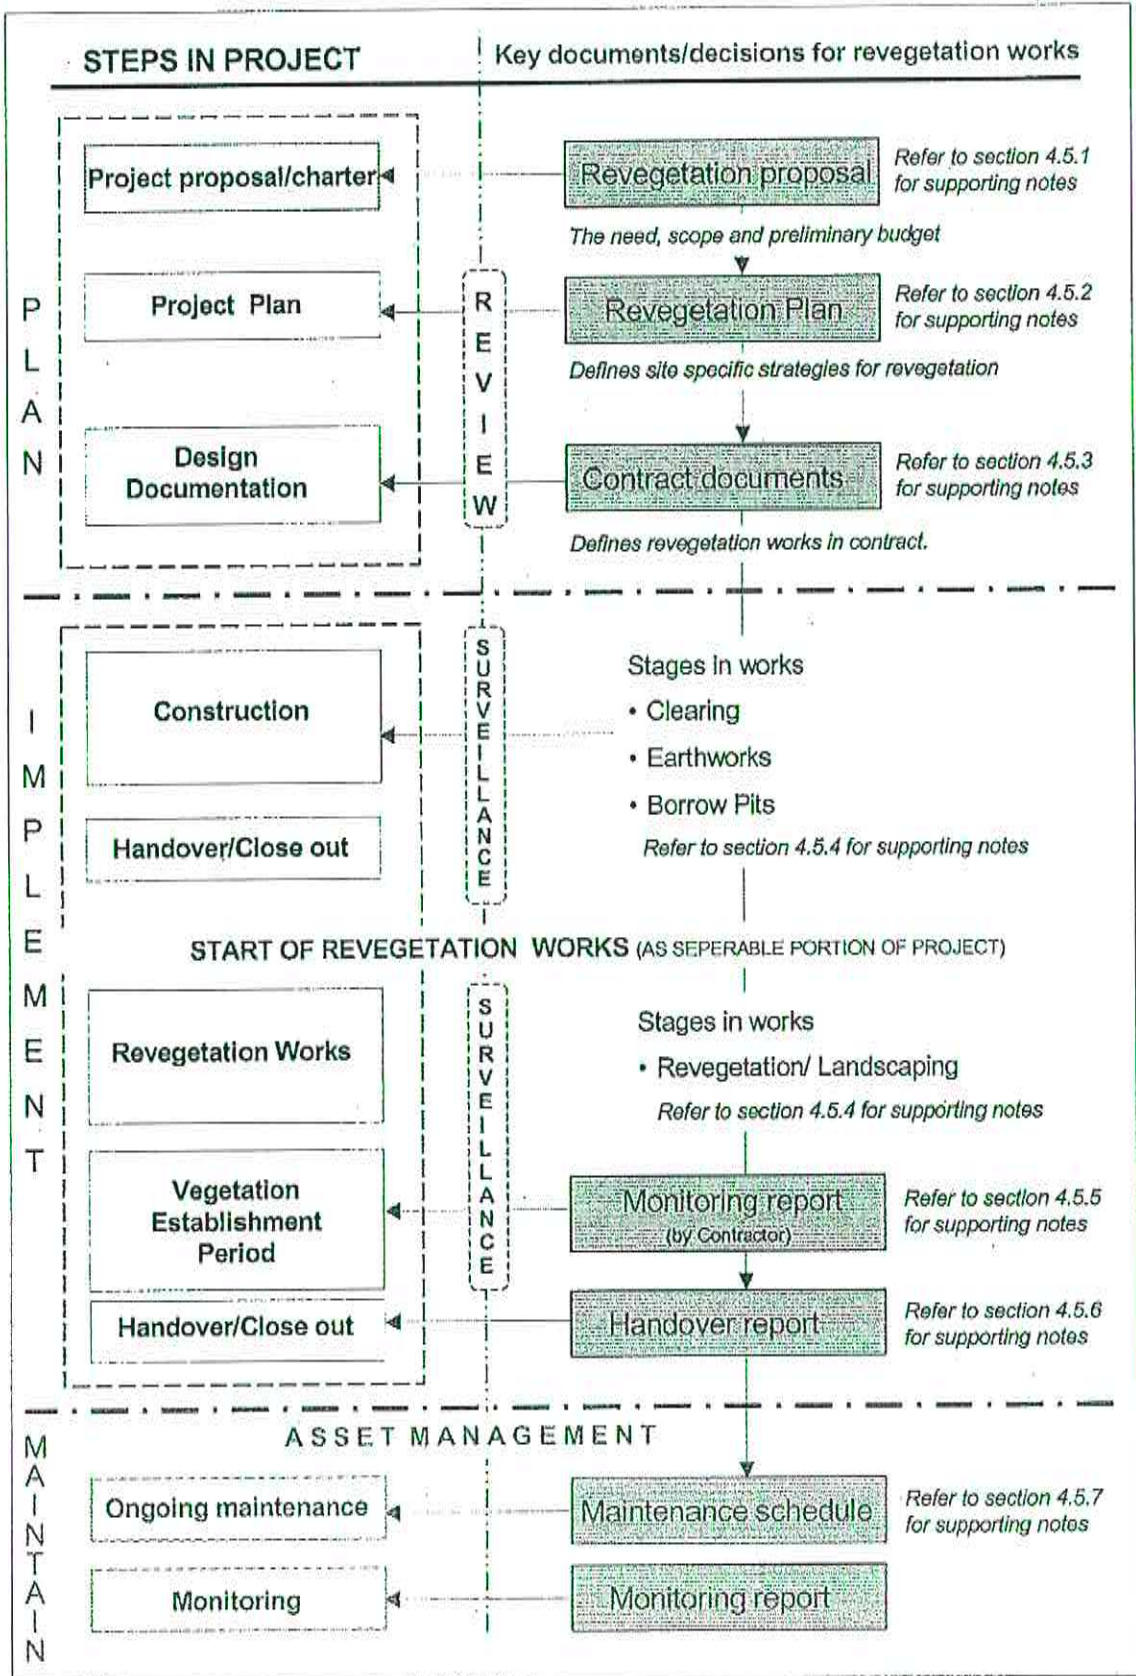 STEPS IN PROJECT
Key documents/decisions for revegetation works
PLAN
Project proposal/charter
Revegetation proposal
Refer to section 4.5.1
for supporting notes
The need, scope and preliminary budget
REVIEW
Project Plan
Revegetation Plan
Refer to section 4.5.2
for supporting notes
Defines site specific strategies for revegetation
Design
Documentation
Contract documents
Refer to section 4.5.3
for supporting notes
Defines revegetation works in contract.
IMPLEMENT
SURVEILLANCE
Construction
Stages in works
• Clearing
• Earthworks
• Borrow Pits
Handover/Close out
Refer to section 4.5.4 for supporting notes
START OF REVEGETATION WORKS (AS SEPERABLE PORTION OF PROJECT)
SURVEILLANCE
Revegetation Works
Stages in works
• Revegetation/ Landscaping
Refer to section 4.5.4 for supporting notes
Vegetation
Establishment
Period
Monitoring report
(by Contractor)
Refer to section 4.5.5
for supporting notes
Handover/Close out
Handover report
Refer to section 4.5.6
for supporting notes
MAINTAIN
ASSET MANAGEMENT
Ongoing maintenance
Maintenance schedule
Refer to section 4.5.7
for supporting notes
Monitoring
Monitoring report